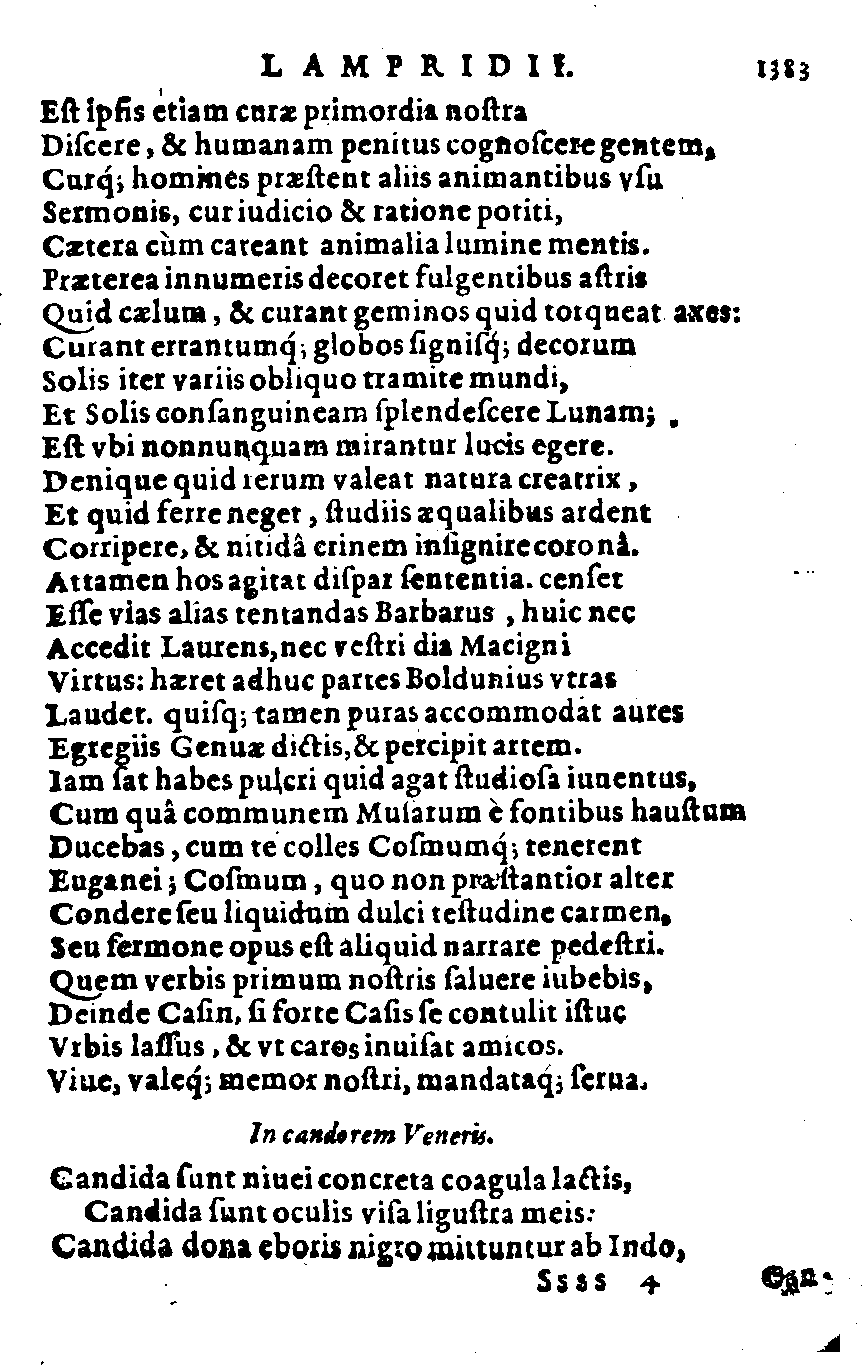 LAMPRIDII. 1383
Eſt ipſis etiam curæ primordia noſtra
Diſcere, & humanam penitus cognoſcere gentem,
Curq́; homines præſtent aliis animantibus vſu
Sermonis, cur iudicio & ratione potiti,
Cætera cùm careant animalia lumine mentis.
Præterea innumeris decoret fulgentibus aſtris
Quid cælum, & curant geminos quid torqueat axes:
Curant errantumq́; globos ſigniſq́; decorum
Solis iter variis obliquo tramite mundi,
Et Solis conſanguineam ſplendeſcere Lunam;
Eſt vbi nonnunquam mirantur lucis egere.
Denique quid rerum valeat natura creatrix,
Et quid ferre neget, ſtudiis æqualibus ardent
Corripere, & nitidâ crinem inſignire coronâ.
Attamen hos agitat diſpar ſententia. cenſet
Eſſe vias alias tentandas Barbarus, huic nec
Accedit Laurens, nec veſtri dia Macigni
Virtus: hæret adhuc partes Boldunius vtras
Laudet. quiſq; tamen puras accommodat aures
Egregiis Genuæ dictis, & percipit artem.
Iam ſat habes pulcri quid agat ſtudioſa iuuentus,
Cum quâ communem Muſarum è fontibus hauſtum
Ducebas, cum te colles Coſmumq́; tenerent
Euganei; Coſmum, quo non præſtantior alter
Condere ſeu liquidum dulci teſtudine carmen,
Seu ſermone opus eſt aliquid narrare pedeſtri.
Quem verbis primum noſtris ſaluere iubebis,
Deinde Caſin, ſi forte Caſis ſe contulit iſtuc
Vrbis laſſus, & vt caros inuiſat amicos.
Viue, valeq́; memor noſtri, mandataq́; ſerua.
In candorem Veneris.
Candida ſunt niuei concreta coagula lactis,
Candida ſunt oculis viſa liguſtra meis:
Candida dona eboris nigro mittuntur ab Indo,
Ssss 4 Can-